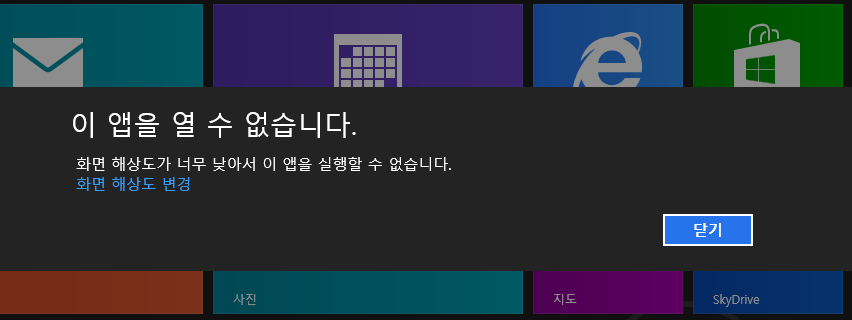 이 앱을 열 수 없습니다.
화면 해상도가 너무 낮아서 이 앱을 실행할 수 없습니다.
화면 해상도 변경
닫기
사진
지도
SkyDrive